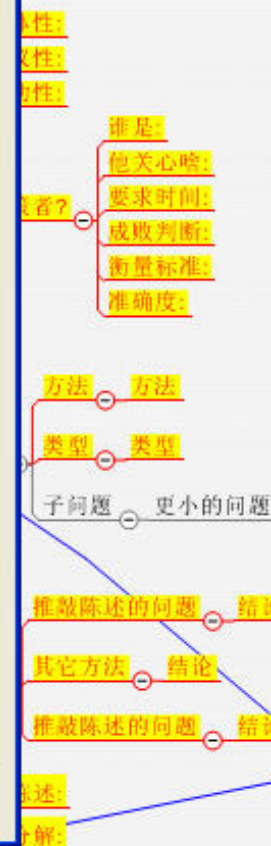 性:
性:
性:
谁是:
他关心啥:
要求时间:
者?
成败判断:
衡量标准:
准确度:
方法 方法
类型 类型
子问题 更小的问题
推敲陈述的问题 结
其它方法 结论
推敲陈述的问题 结
述:
解: